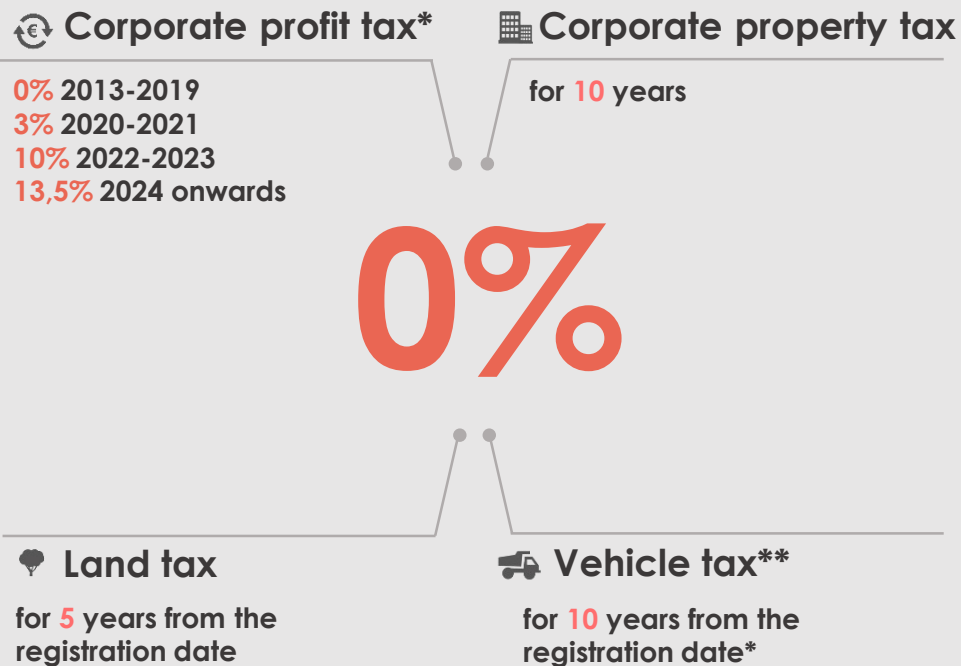 Corporate profit tax*
0% 2013-2019
3% 2020-2021
10% 2022-2023
13,5% 2024 onwards
Corporate property tax
for 10 years
0%
Land tax
for 5 years from the
registration date
Vehicle tax**
for 10 years from the
registration date*